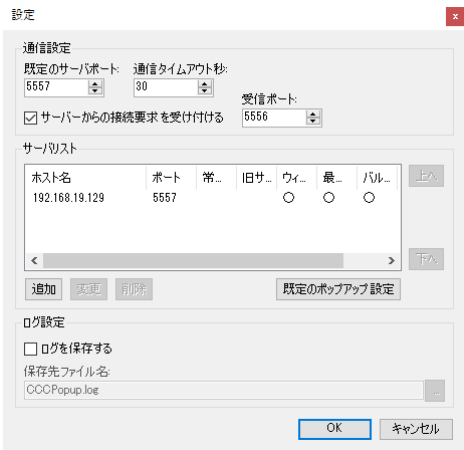 設定
x
通信設定
既定のサーバポート: 通信タイムアウト秒:
5557 30
受信ポート:
サーバーからの接続要求を受け付ける 5556
サーバリスト
ホスト名 ポート 常... 旧サ... ウィ... 最... バル... 上へ
192.168.19.129 5557 ○ ○ ○
下へ
追加 変更 削除 既定のポップアップ設定
ログ設定
ログを保存する
保存先ファイル名:
CCCPopup.log ...
OK キャンセル